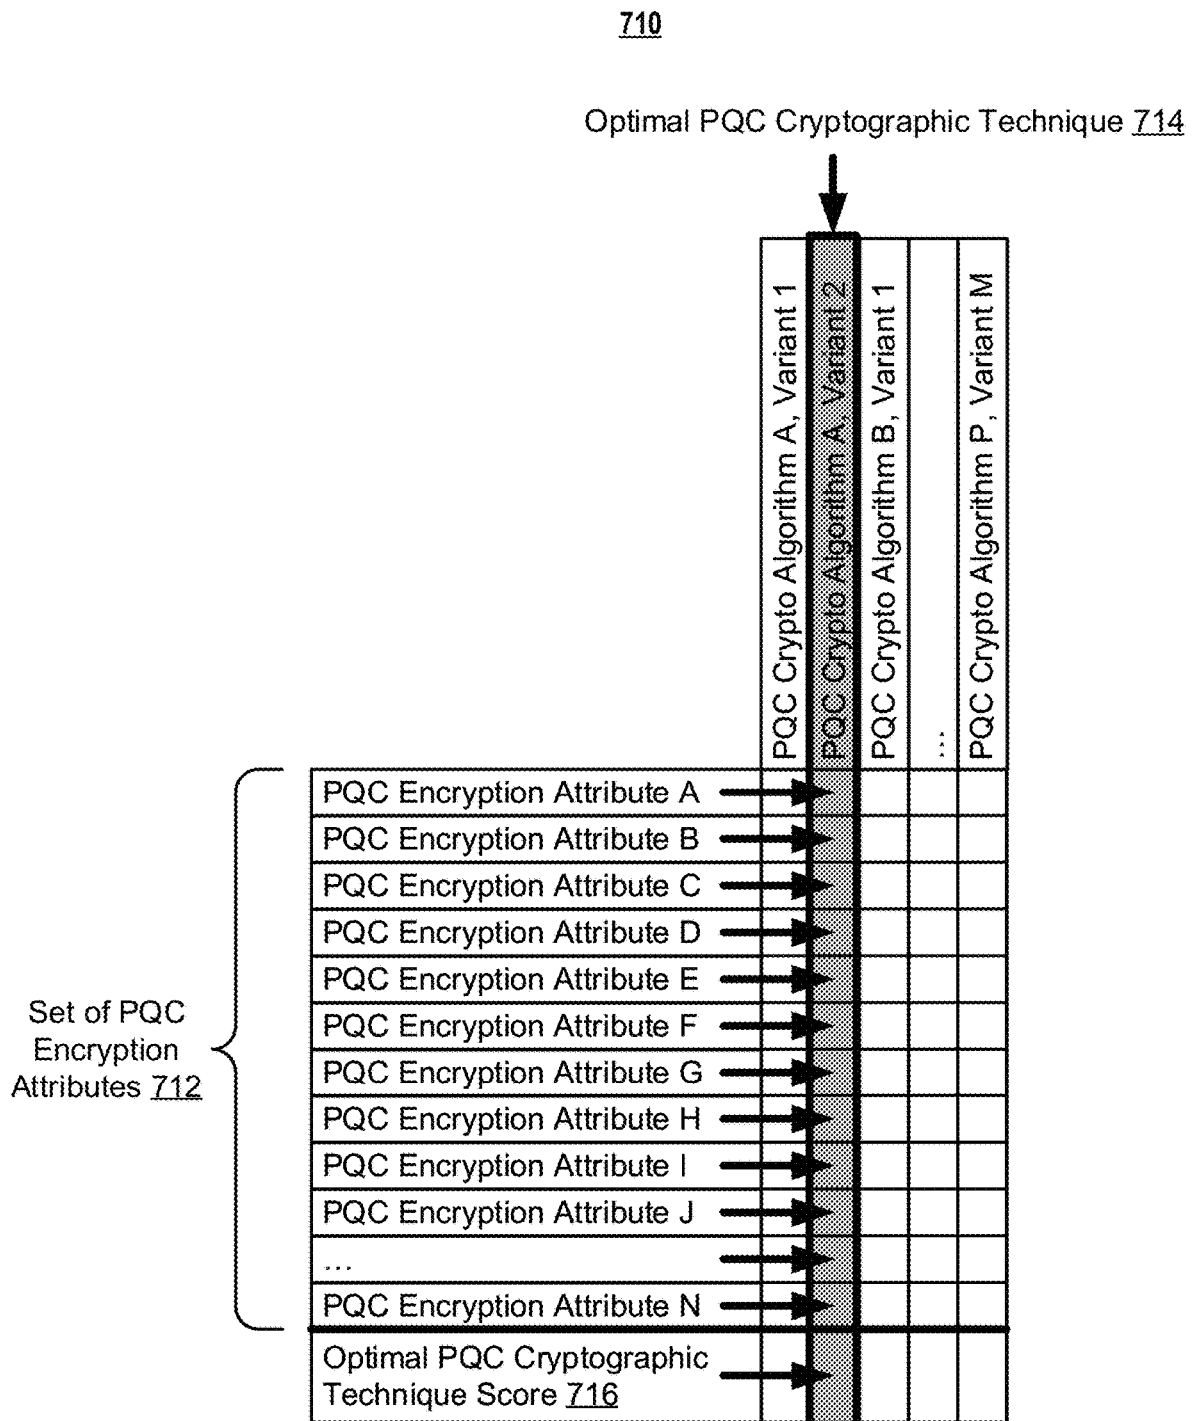 710
Optimal PQC Cryptographic Technique 714
PQC Crypto Algorithm A, Variant 1
PQC Crypto Algorithm A, Variant 2
PQC Crypto Algorithm B, Variant 1
...
PQC Crypto Algorithm P, Variant M
Set of PQC
Encryption
Attributes 712
PQC Encryption Attribute A
PQC Encryption Attribute B
PQC Encryption Attribute C
PQC Encryption Attribute D
PQC Encryption Attribute E
PQC Encryption Attribute F
PQC Encryption Attribute G
PQC Encryption Attribute H
PQC Encryption Attribute I
PQC Encryption Attribute J
...
PQC Encryption Attribute N
Optimal PQC Cryptographic
Technique Score 716